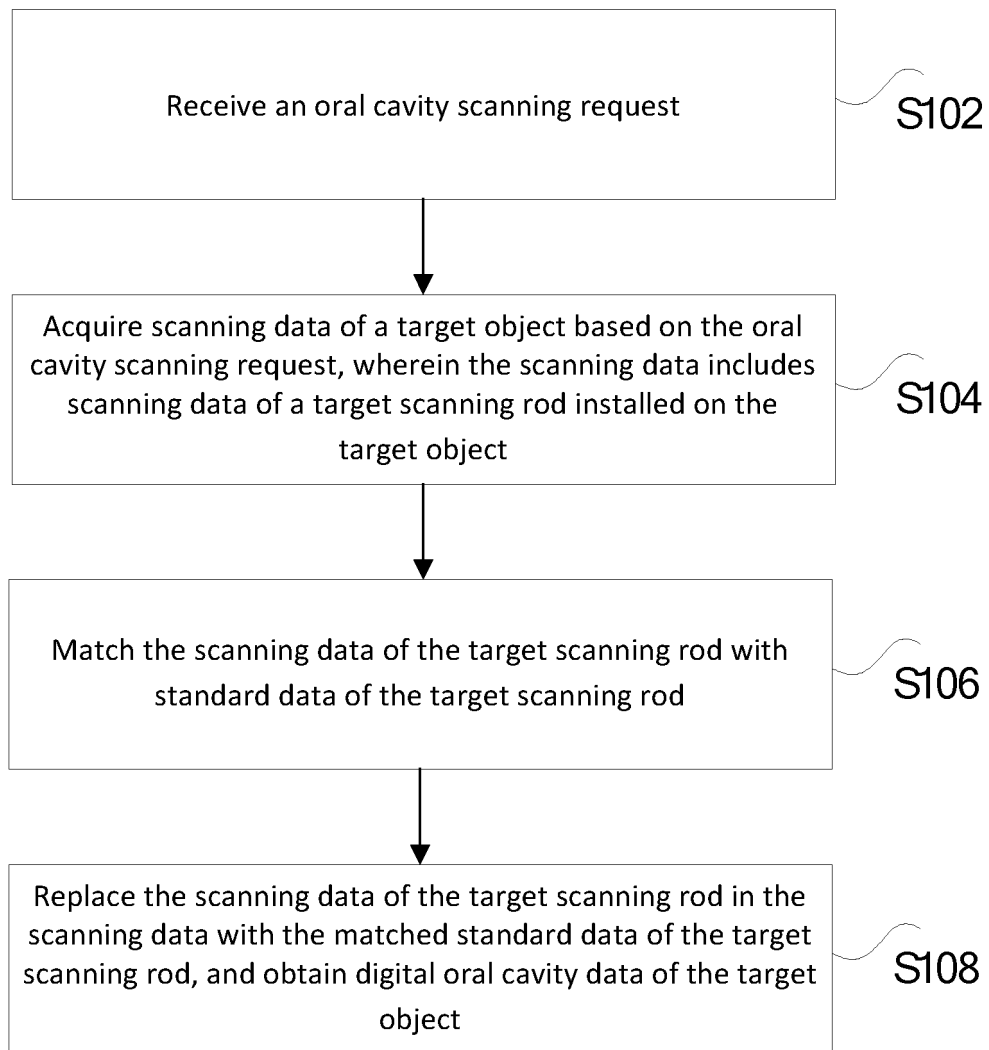 Receive an oral cavity scanning request
S102
Acquire scanning data of a target object based on the oral
cavity scanning request, wherein the scanning data includes
scanning data of a target scanning rod installed on the
target object
S104
Match the scanning data of the target scanning rod with
standard data of the target scanning rod
S106
Replace the scanning data of the target scanning rod in the
scanning data with the matched standard data of the target
scanning rod, and obtain digital oral cavity data of the target
object
S108